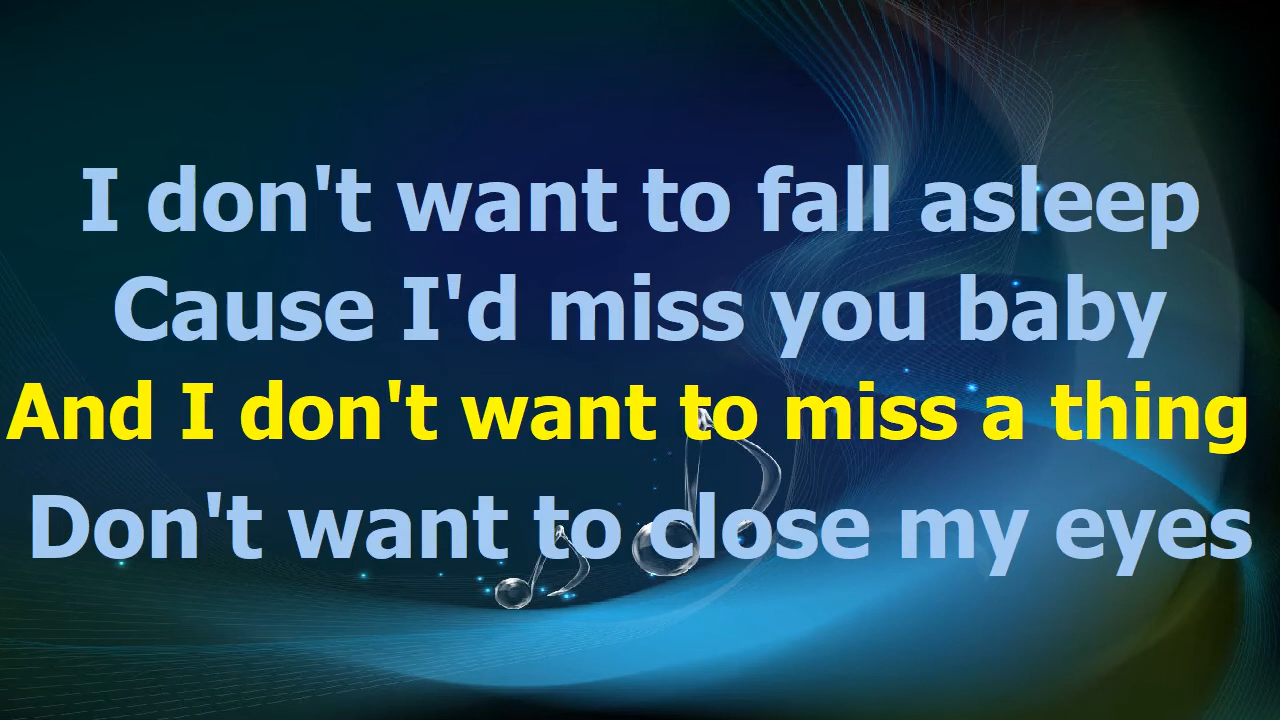 I don't want to fall asleep
Cause I'd miss you baby
And I don't want to miss a thing
Don't want to close my eyes